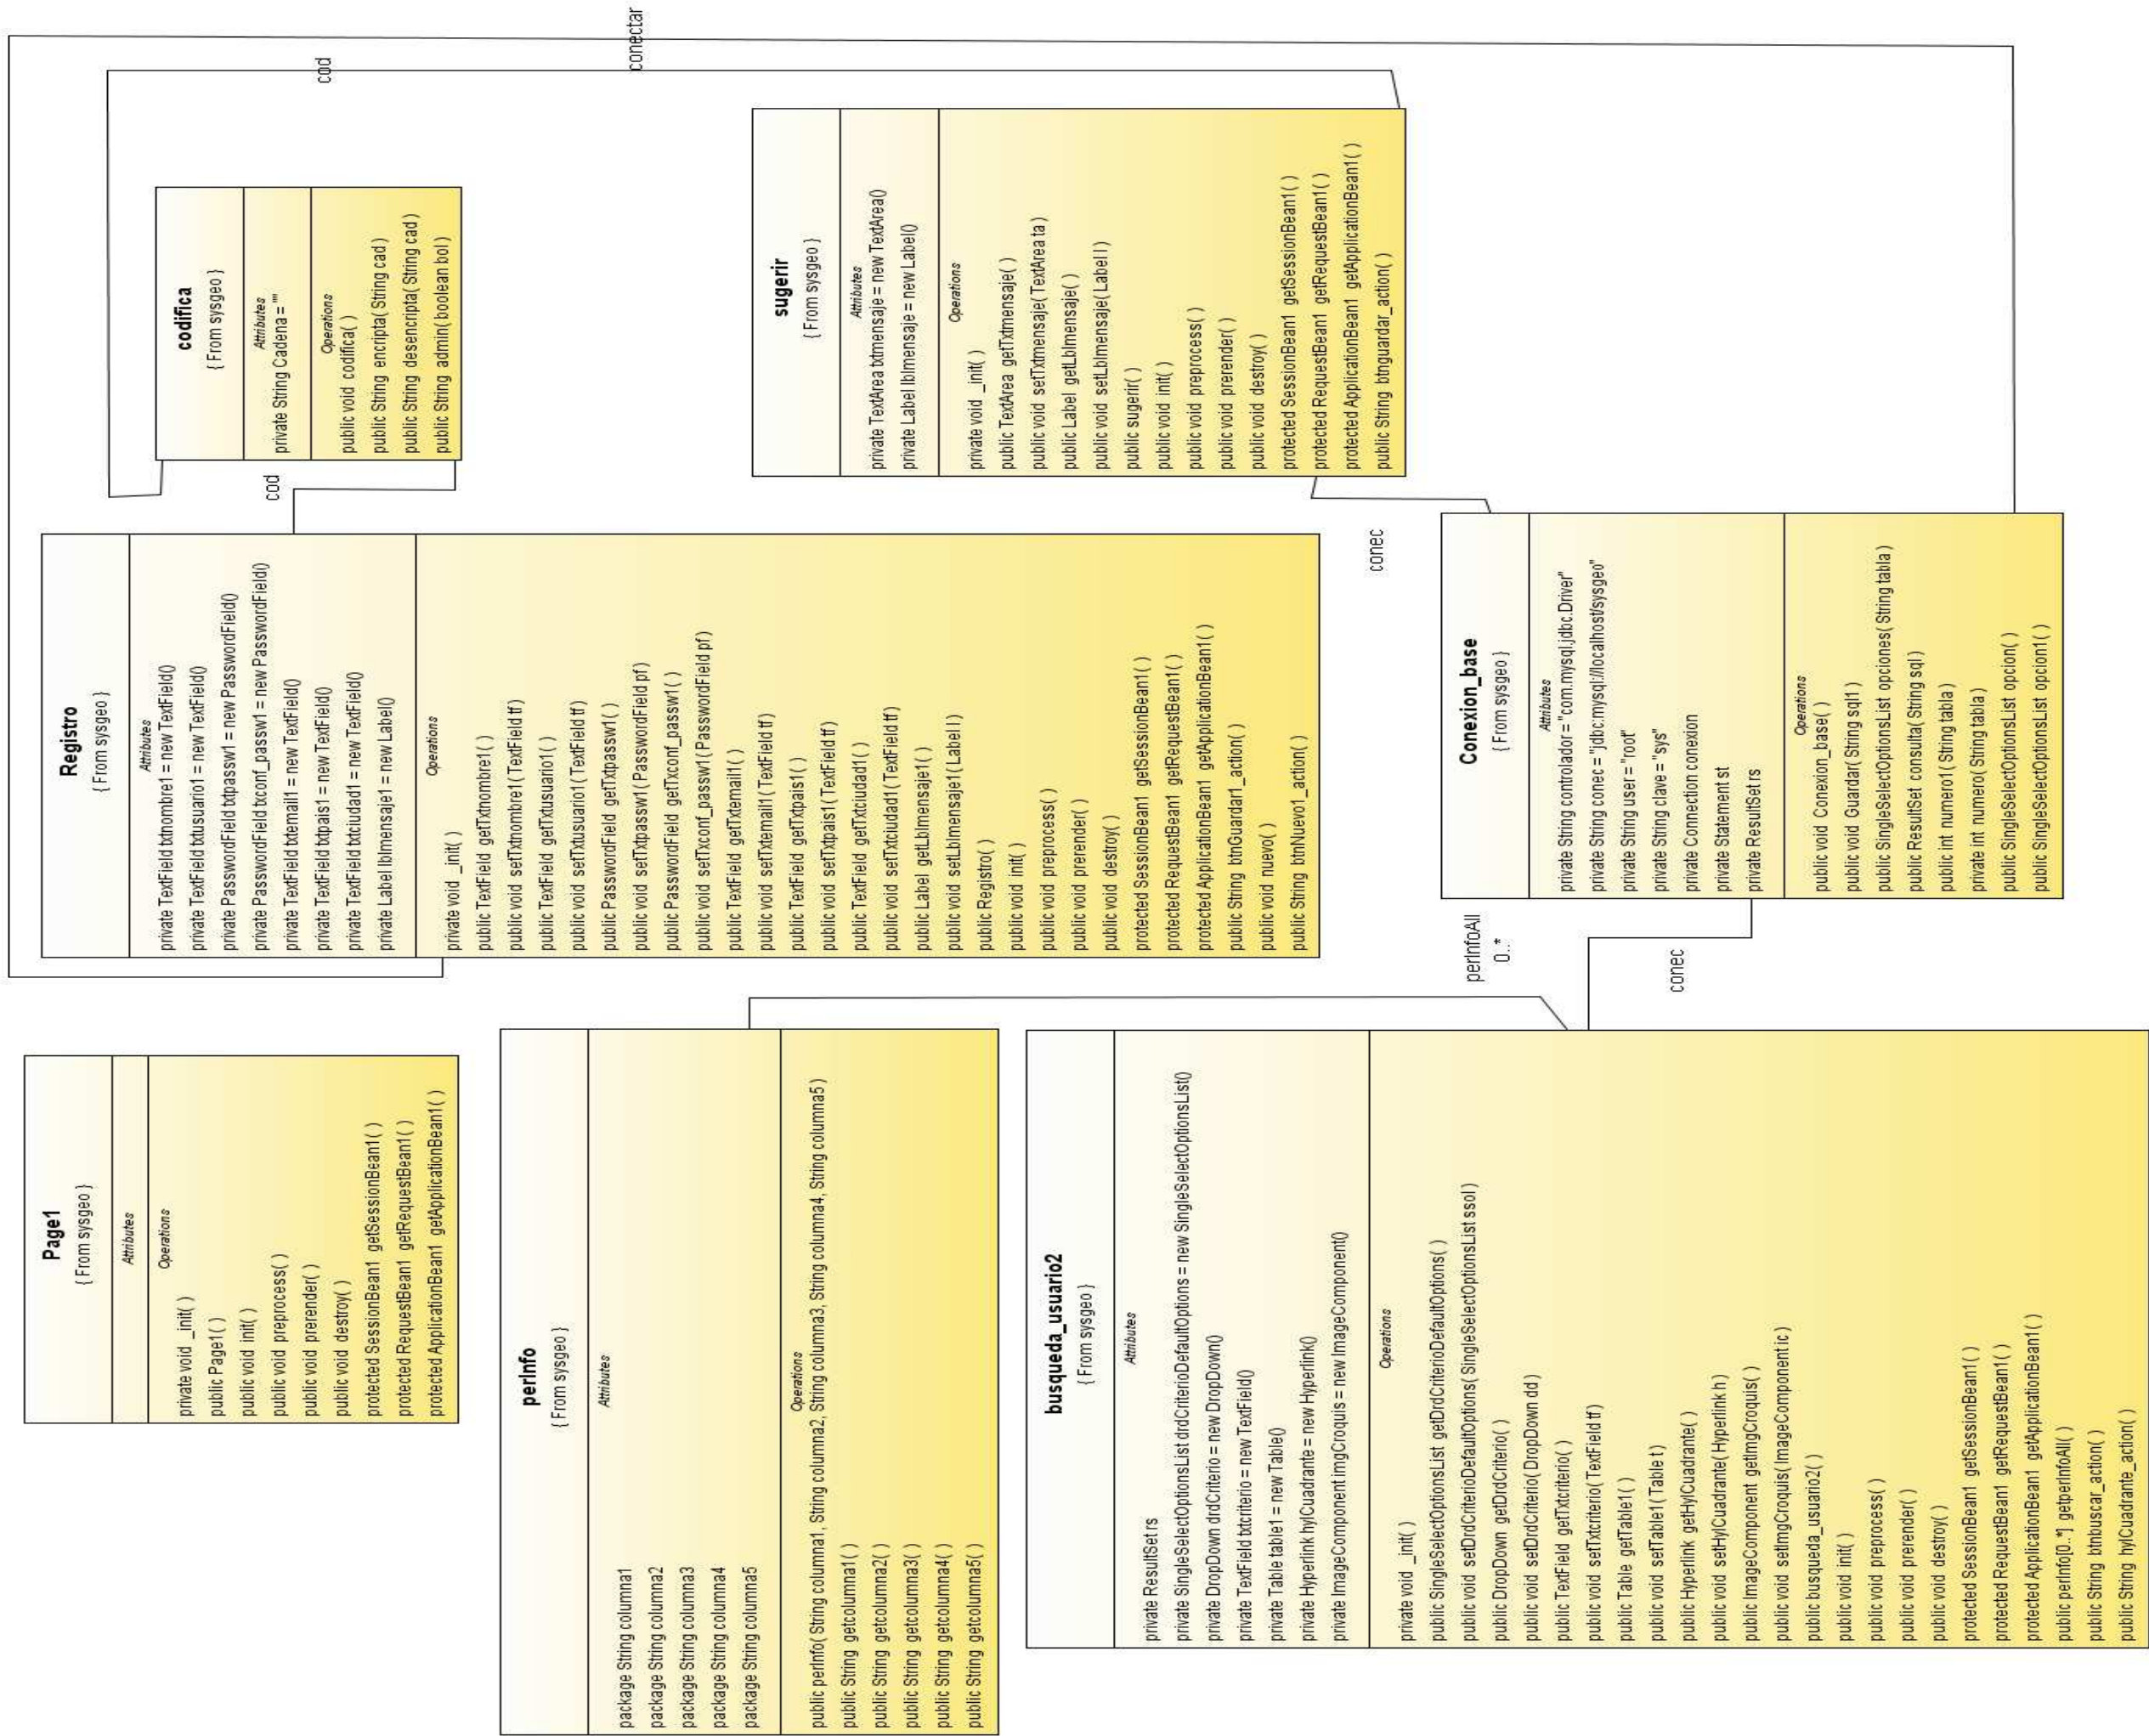 Page1
{ From sysgeo }
Attributes
Operations
private void _init( )
public Page1( )
public void init( )
public void preprocess( )
public void prerender( )
public void destroy( )
protected SessionBean1 getSessionBean1( )
protected RequestBean1 getRequestBean1( )
protected ApplicationBean1 getApplicationBean1( )
Registro
{ From sysgeo }
Attributes
private TextField txtnombre1 = new TextField()
private TextField txtusuario1 = new TextField()
private PasswordField txtpassw1 = new PasswordField()
private PasswordField txconf_passw1 = new PasswordField()
private TextField txtemail1 = new TextField()
private TextField txtpais1 = new TextField()
private TextField txtciudad1 = new TextField()
private Label lblmensaje1 = new Label()
Operations
private void _init( )
public TextField getTxtnombre1( )
public void setTxtnombre1( TextField tf )
public TextField getTxtusuario1( )
public void setTxtusuario1( TextField tf )
public PasswordField getTxtpassw1( )
public void setTxtpassw1( PasswordField pf )
public PasswordField getTxconf_passw1( )
public void setTxconf_passw1( PasswordField pf )
public TextField getTxtemail1( )
public void setTxtemail1( TextField tf )
public TextField getTxtpais1( )
public void setTxtpais1( TextField tf )
public TextField getTxtciudad1( )
public void setTxtciudad1( TextField tf )
public Label getLblmensaje1( )
public void setLblmensaje1( Label l )
public Registro( )
public void init( )
public void preprocess( )
public void prerender( )
public void destroy( )
protected SessionBean1 getSessionBean1( )
protected RequestBean1 getRequestBean1( )
protected ApplicationBean1 getApplicationBean1( )
public String btnGuardar1_action( )
public void nuevo( )
public String btnNuevo1_action( )
cod
codifica
{ From sysgeo }
Attributes
private String Cadena = ""
Operations
public void codifica( )
public String encripta( String cad )
public String desencripta( String cad )
public String admin( boolean bol )
cod
conectar
perInfo
{ From sysgeo }
Attributes
package String columna1
package String columna2
package String columna3
package String columna4
package String columna5
Operations
public perInfo( String columna1, String columna2, String columna3, String columna4, String columna5 )
public String getcolumna1( )
public String getcolumna2( )
public String getcolumna3( )
public String getcolumna4( )
public String getcolumna5( )
sugerir
{ From sysgeo }
Attributes
private TextArea txtmensaje = new TextArea()
private Label lblmensaje = new Label()
Operations
private void _init( )
public TextArea getTxtmensaje( )
public void setTxtmensaje( TextArea ta )
public Label getLblmensaje( )
public void setLblmensaje( Label l )
public sugerir( )
public void init( )
public void preprocess( )
public void prerender( )
public void destroy( )
protected SessionBean1 getSessionBean1( )
protected RequestBean1 getRequestBean1( )
protected ApplicationBean1 getApplicationBean1( )
public String btnguardar_action( )
conec
busqueda_usuario2
{ From sysgeo }
Attributes
private ResultSet rs
private SingleSelectOptionsList drdCriterioDefaultOptions = new SingleSelectOptionsList()
private DropDown drdCriterio = new DropDown()
private TextField txtcriterio = new TextField()
private Table table1 = new Table()
private Hyperlink hylCuadrante = new Hyperlink()
private ImageComponent imgCroquis = new ImageComponent()
Operations
private void _init( )
public SingleSelectOptionsList getDrdCriterioDefaultOptions( )
public void setDrdCriterioDefaultOptions( SingleSelectOptionsList ssol )
public DropDown getDrdCriterio( )
public void setDrdCriterio( DropDown dd )
public TextField getTxtcriterio( )
public void setTxtcriterio( TextField tf )
public Table getTable1( )
public void setTable1( Table t )
public Hyperlink getHylCuadrante( )
public void setHylCuadrante( Hyperlink h )
public ImageComponent getImgCroquis( )
public void setImgCroquis( ImageComponent ic )
public busqueda_usuario2( )
public void init( )
public void preprocess( )
public void prerender( )
public void destroy( )
protected SessionBean1 getSessionBean1( )
protected RequestBean1 getRequestBean1( )
protected ApplicationBean1 getApplicationBean1( )
public perInfo[0..*] getperInfoAll( )
public String btnbuscar_action( )
public String hylCuadrante_action( )
perInfoAll
0..*
conec
Conexion_base
{ From sysgeo }
Attributes
private String controlador = "com.mysql.jdbc.Driver"
private String conec = "jdbc:mysql://localhost/sysgeo"
private String user = "root"
private String clave = "sys"
private Connection conexion
private Statement st
private ResultSet rs
Operations
public void Conexion_base( )
public void Guardar( String sql1 )
public SingleSelectOptionsList opciones( String tabla )
public ResultSet consulta( String sql )
public int numero1( String tabla )
private int numero( String tabla )
public SingleSelectOptionsList opcion( )
public SingleSelectOptionsList opcion1( )